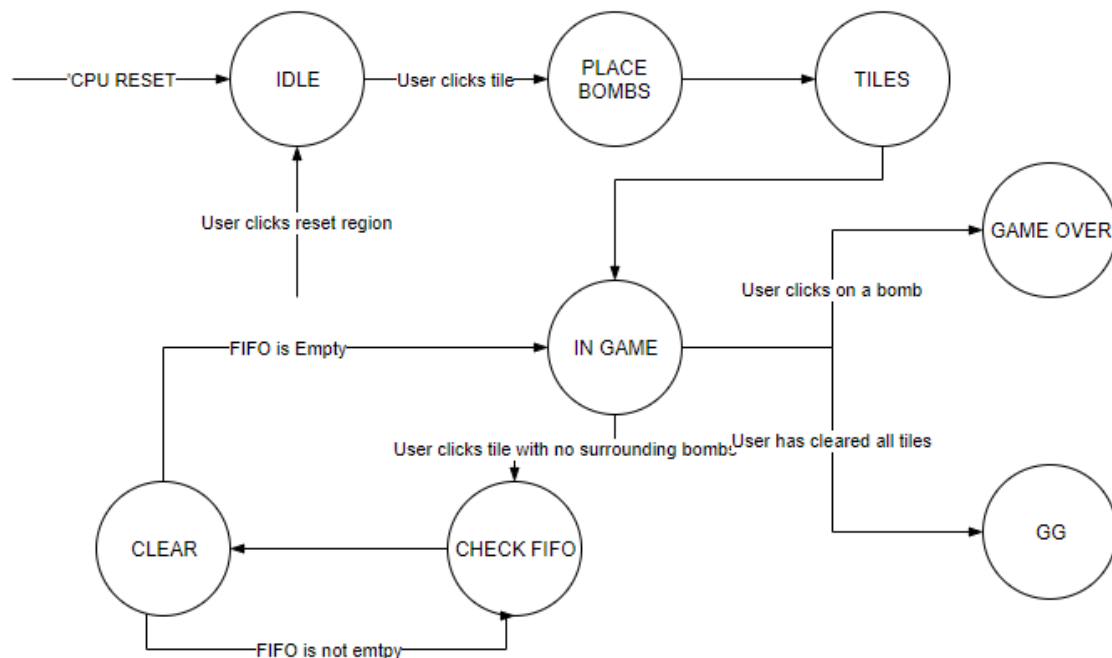 'CPU RESET
IDLE
User clicks tile
PLACE
BOMBS
TILES
User clicks reset region
GAME OVER
User clicks on a bomb
FIFO is Empty
IN GAME
User clicks tile with no surrounding bombs
User has cleared all tiles
CLEAR
CHECK FIFO
GG
FIFO is not emtpy